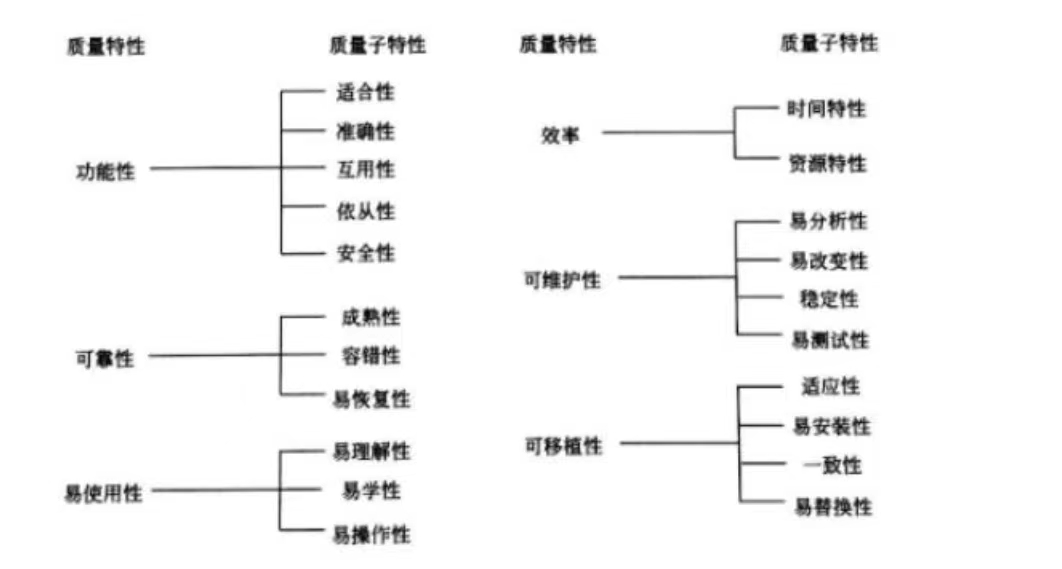 质量特性
质量子特性
功能性
适合性
准确性
互用性
依从性
安全性
可靠性
成熟性
容错性
易恢复性
易使用性
易理解性
易学性
易操作性
质量特性
质量子特性
效率
时间特性
资源特性
可维护性
易分析性
易改变性
稳定性
易测试性
可移植性
适应性
易安装性
一致性
易替换性